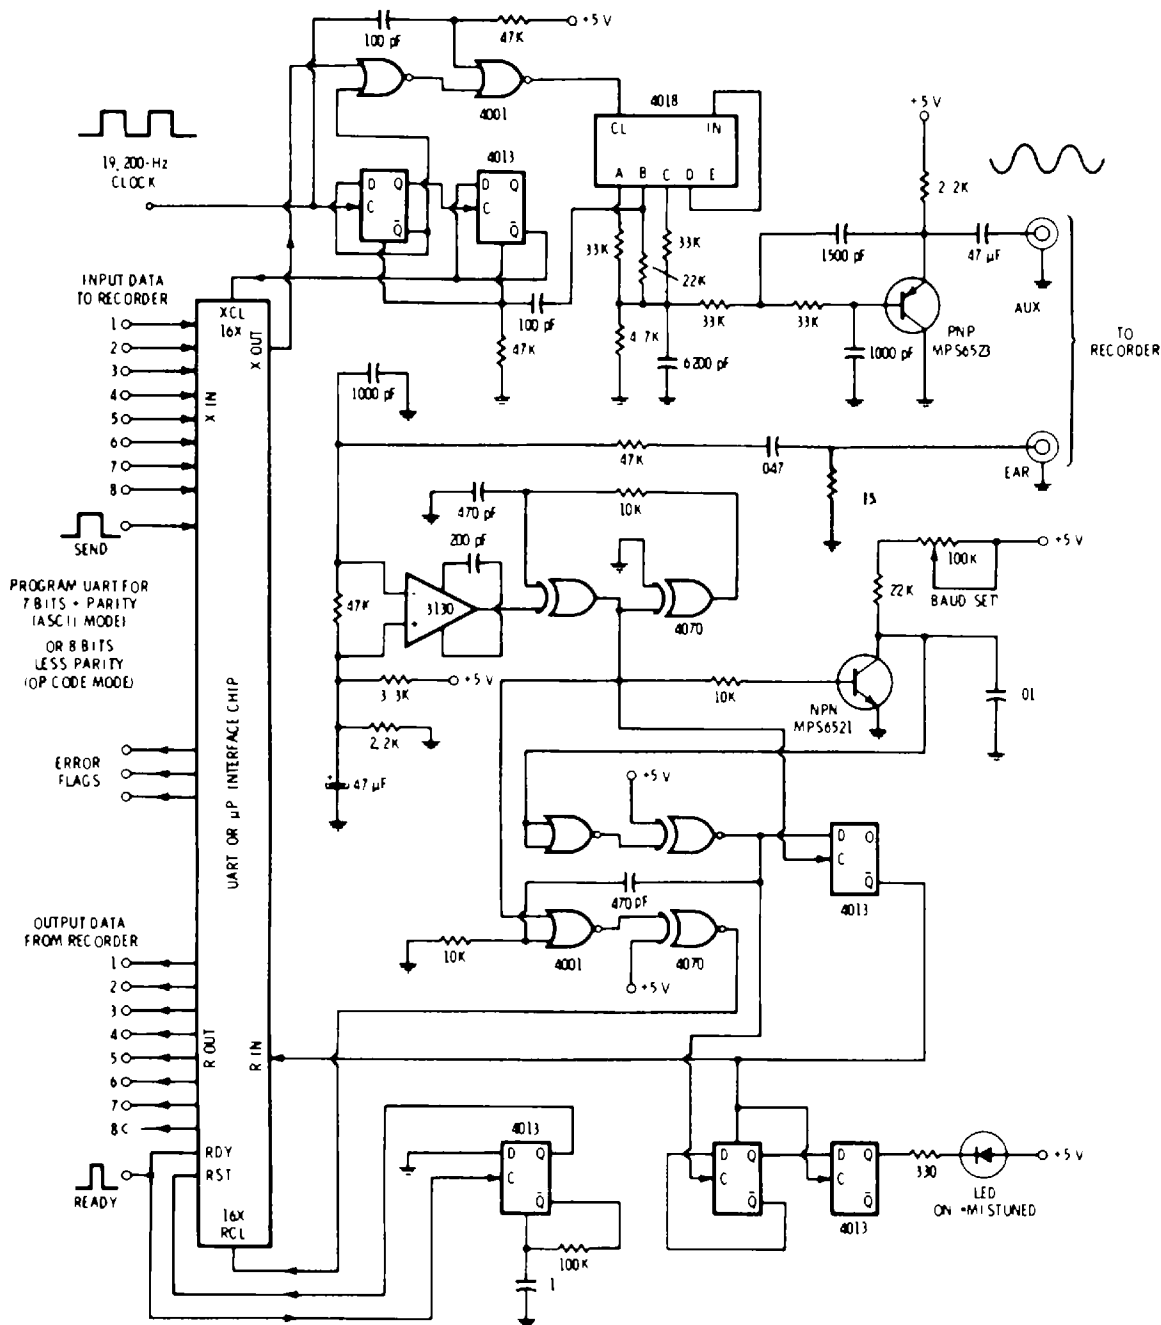 +5 V
100 pF
47K
4001
4018
CL
IN
A
B
C
D
E
+5 V
19,200-Hz
CLOCK
4013
D
Q
C
Q̅
D
Q
C
Q̅
2.2K
33K
33K
22K
1500 pF
47 µF
AUX
INPUT DATA
TO RECORDER
XCL
16X
X OUT
100 pF
47K
4.7K
33K
33K
6200 pF
1000 pF
PNP
MPS6523
TO
RECORDER
1
2
3
4
5
6
7
8
X IN
1000 pF
47K
047
15
EAR
SEND
470 pF
10K
200 pF
PROGRAM UART FOR
7 BITS + PARITY
(ASCII MODE)
OR 8 BITS
LESS PARITY
(OP CODE MODE)
47K
-
+
3130
4070
+5 V
100K
22K
BAUD SET
3.3K
+5 V
10K
NPN
MPS6521
01
2.2K
+
47 µF
ERROR
FLAGS
UART OR µP INTERFACE CHIP
+5 V
D
Q
C
Q̅
4013
470 pF
10K
4001
4070
+5 V
OUTPUT DATA
FROM RECORDER
1
2
3
4
5
6
7
8
R OUT
R IN
RDY
RST
READY
16X
RCL
4013
D
Q
C
Q̅
100K
1
D
Q
C
Q̅
D
Q
C
Q̅
4013
330
+5 V
LED
ON =MISTUNED